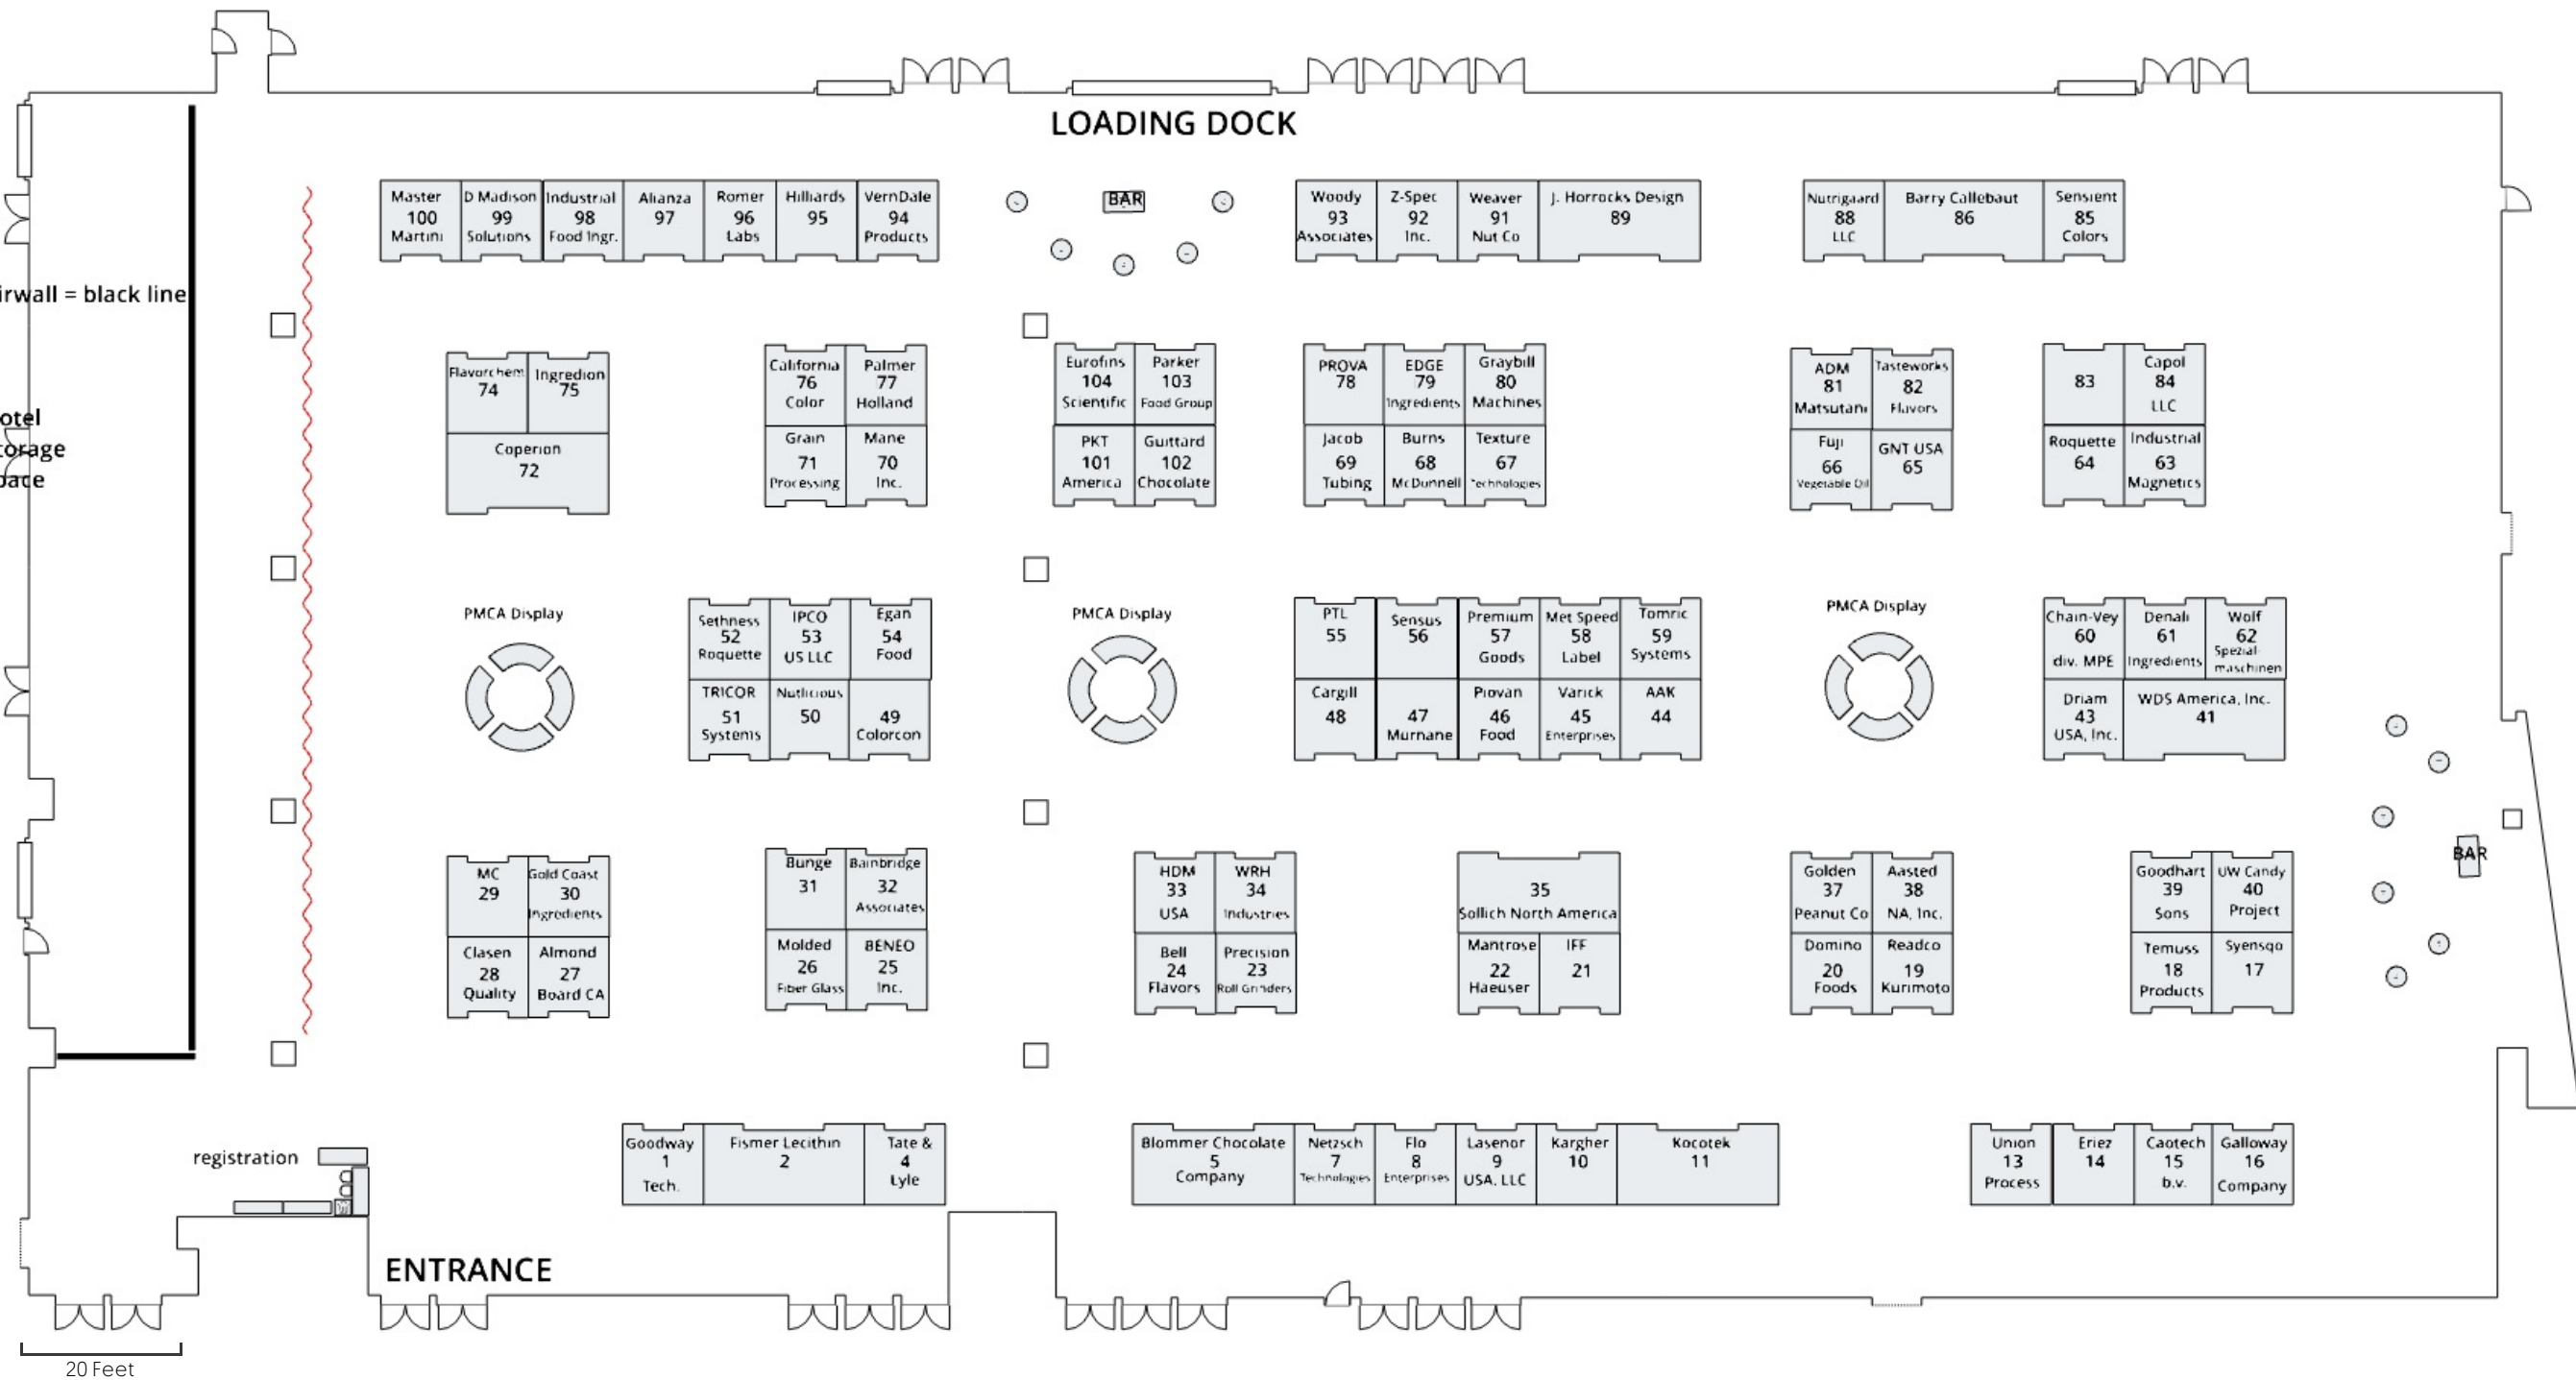 LOADING DOCK
Master
100
Martini
D Madison
99
Solutions
Industrial
98
Food Ingr.
Alianza
97
Romer
96
Labs
Hilliards
95
VernDale
94
Products
BAR
Woody
93
Associates
Z-Spec
92
Inc.
Weaver
91
Nut Co
J. Horrocks Design
89
Nutrigaard
88
LLC
Barry Callebaut
86
Sensient
85
Colors
irwall = black line
otel
torage
pace
Flavorchem
74
Ingredion
75
Coperion
72
California
76
Color
Palmer
77
Holland
Grain
71
Processing
Mane
70
Inc.
Eurofins
104
Scientific
Parker
103
Food Group
PKT
101
America
Guittard
102
Chocolate
PROVA
78
EDGE
79
Ingredients
Graybill
80
Machines
Jacob
69
Tubing
Burns
68
McDonnell
Texture
67
Technologies
ADM
81
Matsutani
Tasteworks
82
Flavors
Fuji
66
Vegetable Oil
GNT USA
65
83
Capol
84
LLC
Roquette
64
Industrial
63
Magnetics
PMCA Display
Sethness
52
Roquette
IPCO
53
US LLC
Egan
54
Food
TRICOR
51
Systems
Nutlicious
50
49
Colorcon
PMCA Display
PTL
55
Sensus
56
Premium
57
Goods
Met Speed
58
Label
Tomric
59
Systems
Cargill
48
47
Murnane
Piovan
46
Food
Varick
45
Enterprises
AAK
44
PMCA Display
Chain-Vey
60
div. MPE
Denali
61
Ingredients
Wolf
62
Spezial-
maschinen
Driam
43
USA, Inc.
WDS America, Inc.
41
MC
29
Gold Coast
30
Ingredients
Clasen
28
Quality
Almond
27
Board CA
Bunge
31
Bainbridge
32
Associates
Molded
26
Fiber Glass
BENEO
25
Inc.
HDM
33
USA
WRH
34
Industries
Bell
24
Flavors
Precision
23
Roll Grinders
35
Sollich North America
Mantrose
22
Haeuser
IFF
21
Golden
37
Peanut Co
Aasted
38
NA, Inc.
Domino
20
Foods
Readco
19
Kurimoto
Goodhart
39
Sons
UW Candy
40
Project
Temuss
18
Products
Syensqo
17
BAR
registration
Goodway
1
Tech.
Fismer Lecithin
2
Tate &
4
Lyle
Blommer Chocolate
5
Company
Netzsch
7
Technologies
Flo
8
Enterprises
Lasenor
9
USA, LLC
Kargher
10
Kocotek
11
Union
13
Process
Eriez
14
Caotech
15
b.v.
Galloway
16
Company
ENTRANCE
20 Feet